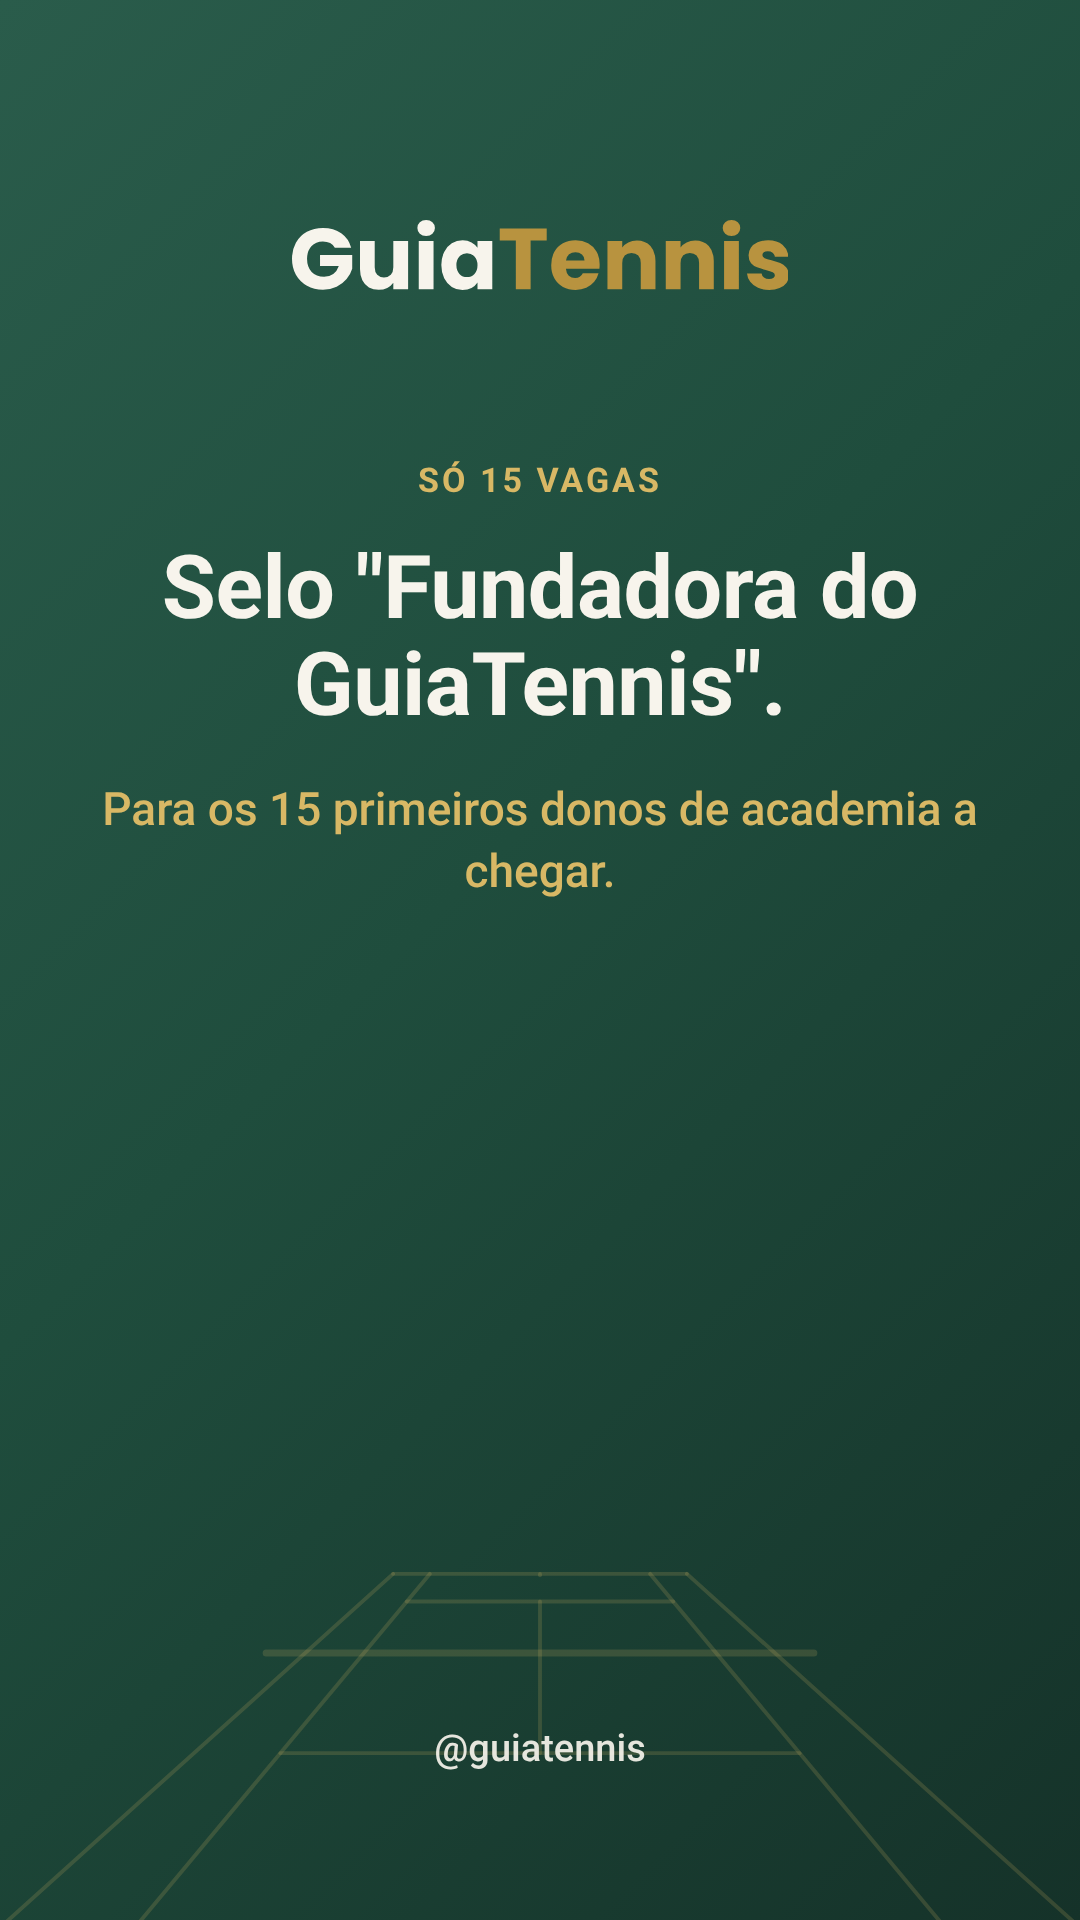 GuiaTennis
SÓ 15 VAGAS
Selo "Fundadora do
GuiaTennis".
Para os 15 primeiros donos de academia a
chegar.
@guiatennis